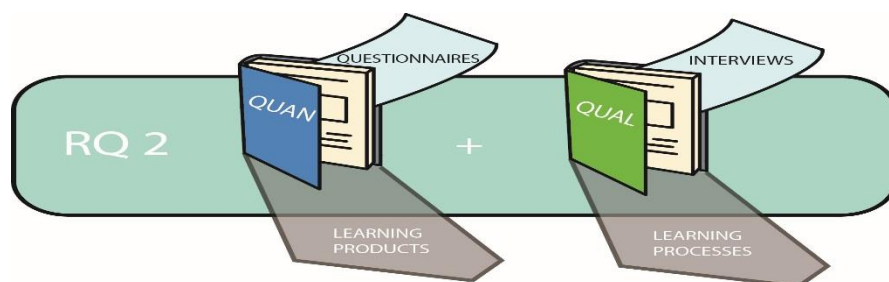 QUESTIONNAIRES
INTERVIEWS
QUAN
QUAL
RQ 2
+
LEARNING
PRODUCTS
LEARNING
PROCESSES